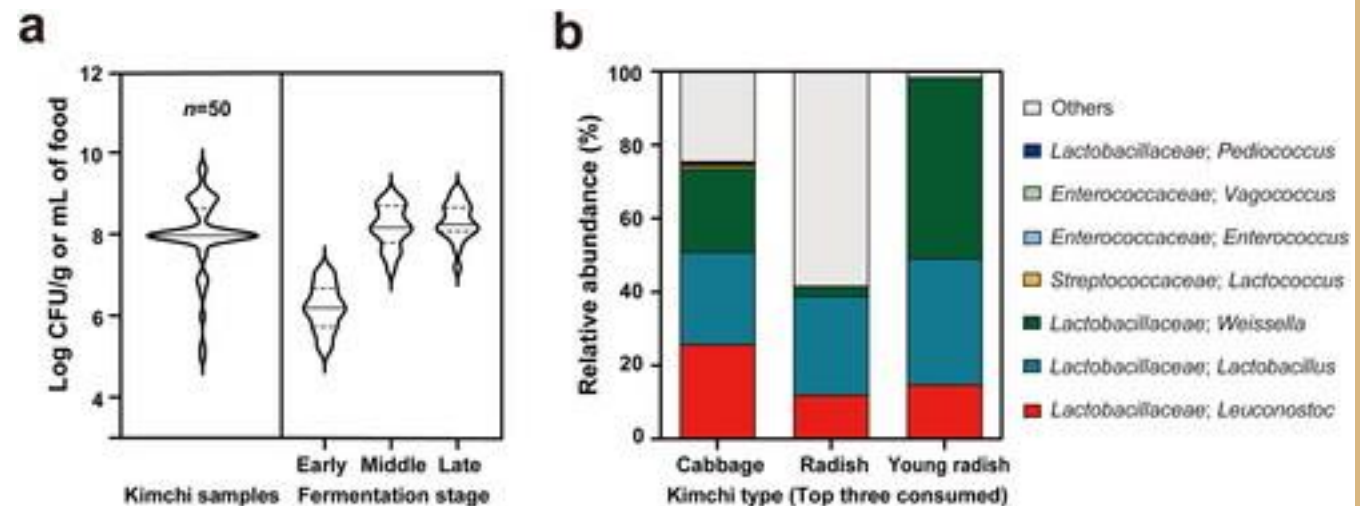 a
Log CFU/g or mL of food
12
10
8
6
4
n=50
Early Middle Late
Kimchi samples Fermentation stage
b
Relative abundance (%)
100
80
60
40
20
0
Cabbage Radish Young radish
Kimchi type (Top three consumed)
Others
Lactobacillaceae; Pediococcus
Enterococcaceae; Vagococcus
Enterococcaceae; Enterococcus
Streptococcaceae; Lactococcus
Lactobacillaceae; Weissella
Lactobacillaceae; Lactobacillus
Lactobacillaceae; Leuconostoc